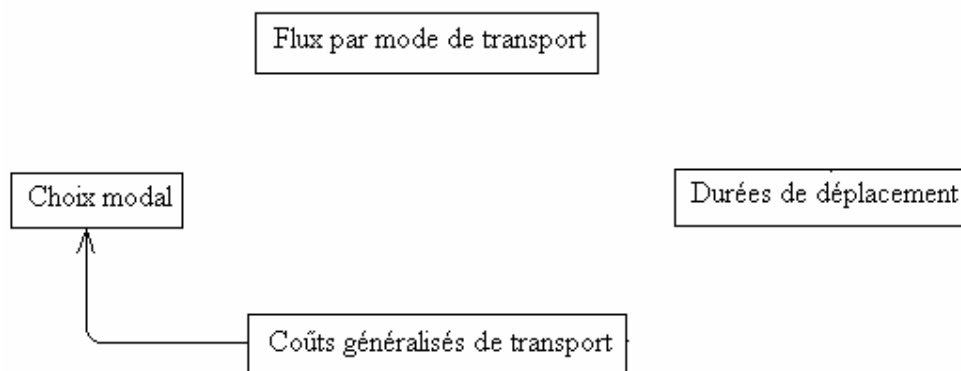 Flux par mode de transport
Choix modal
Durées de déplacement
Coûts généralisés de transport